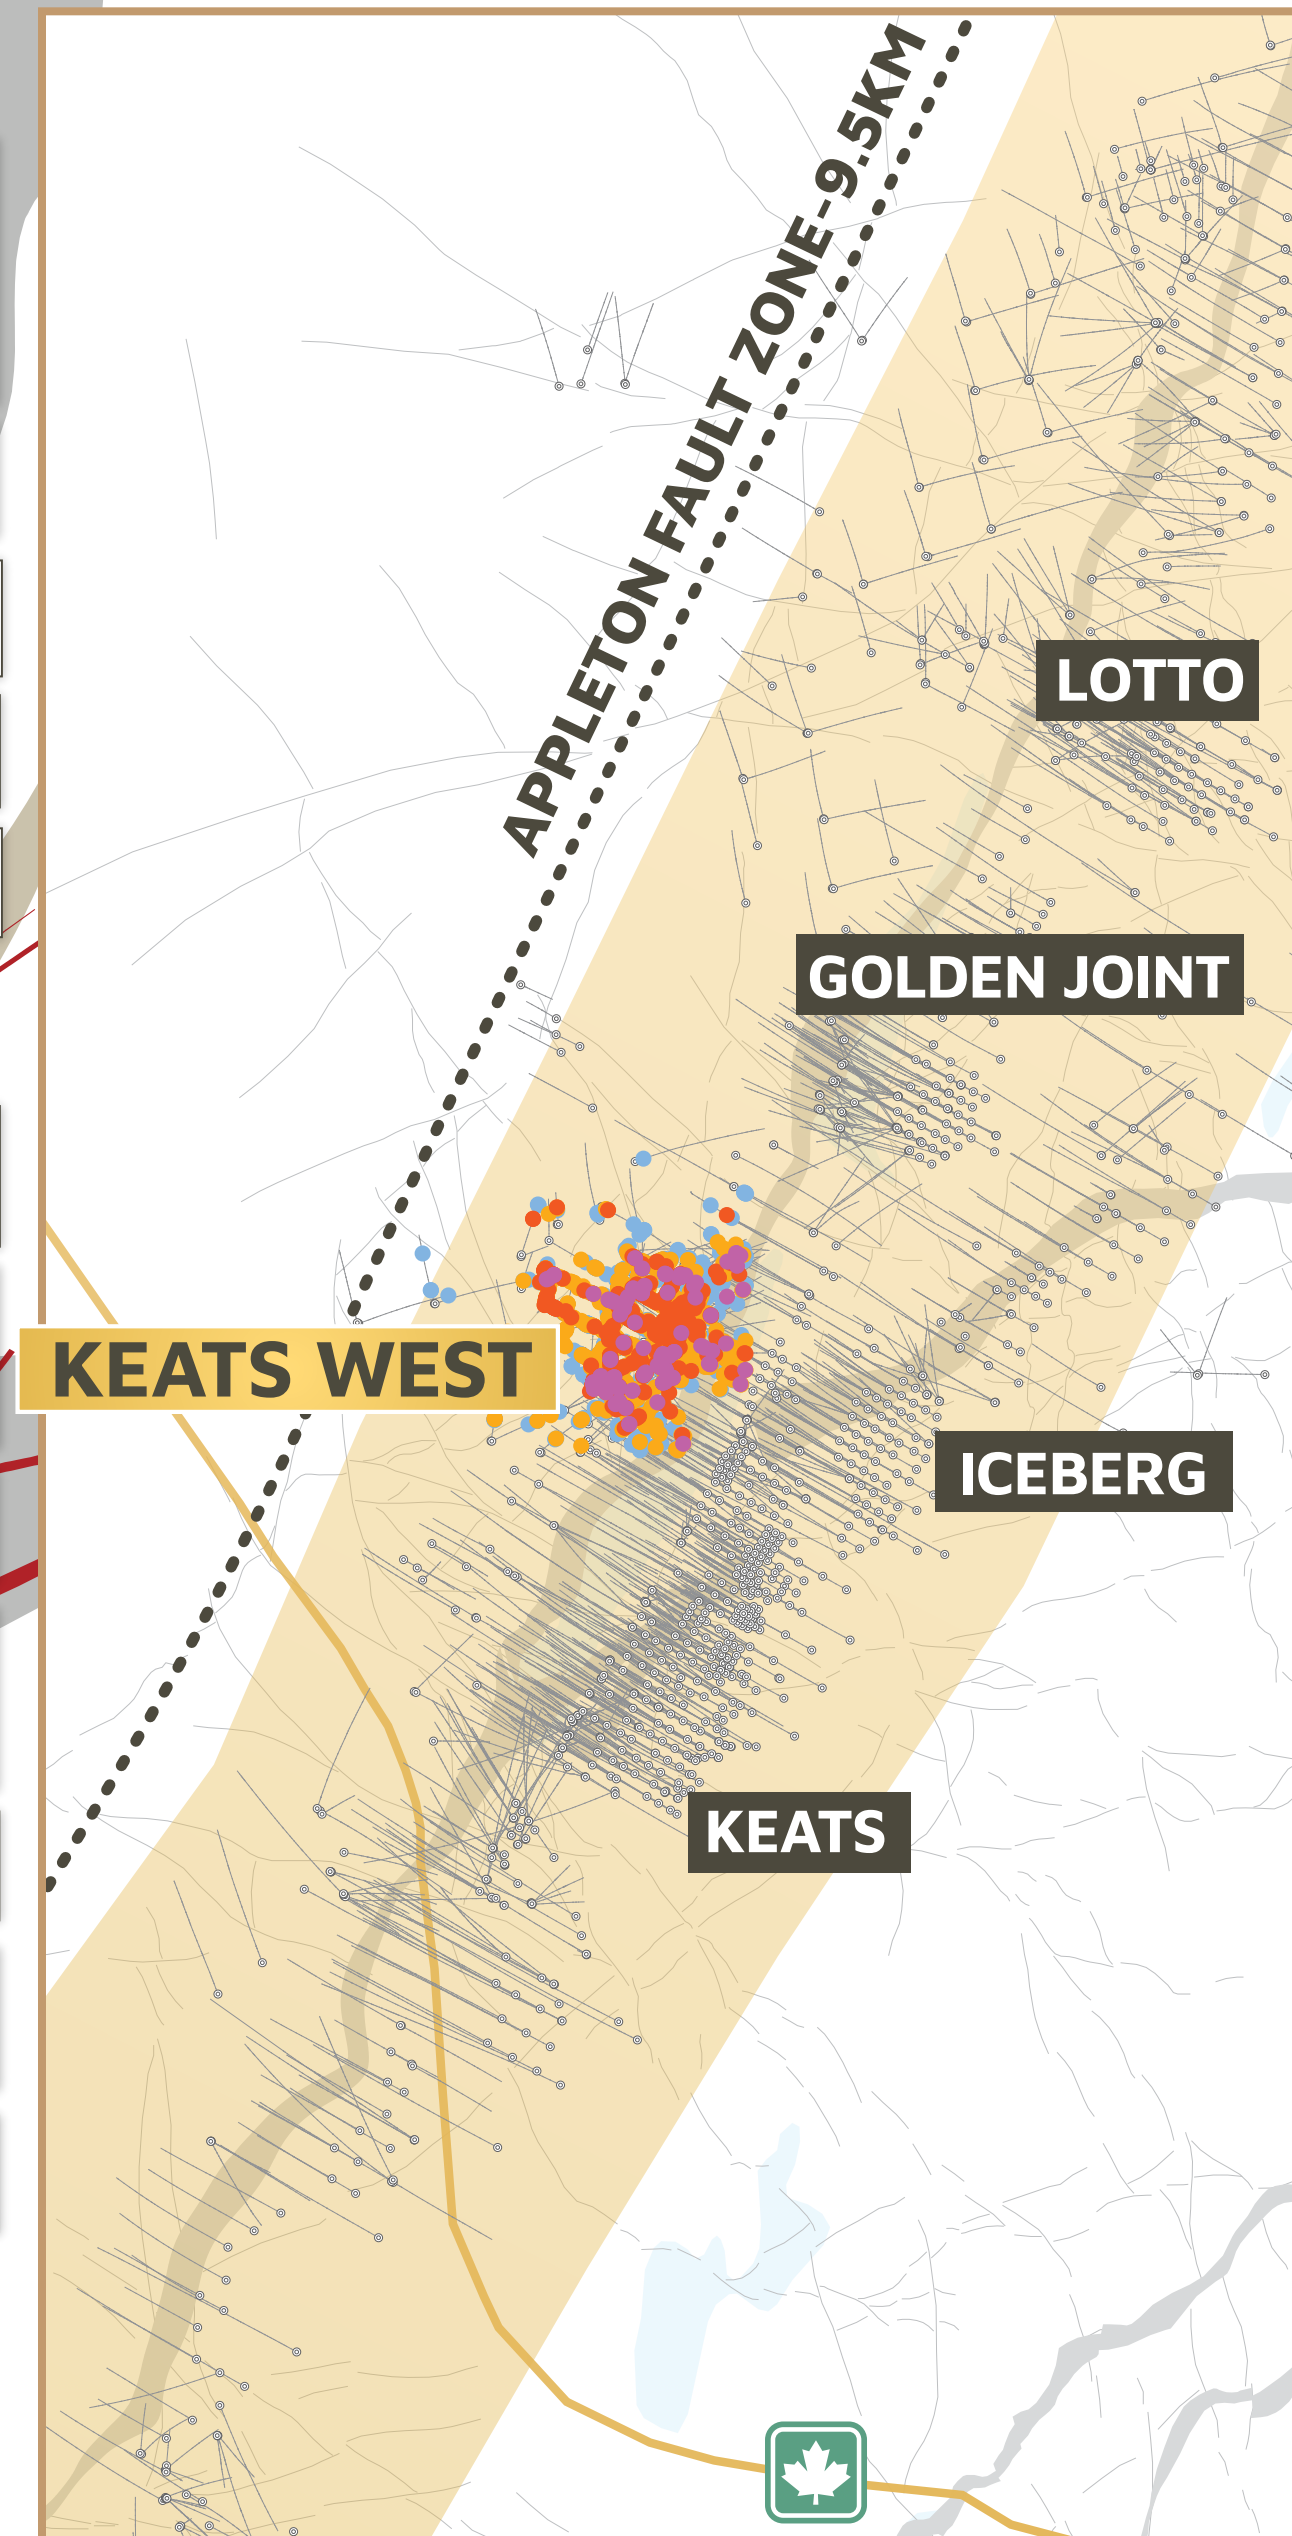 APPLETON FAULT ZONE-9.5KM
LOTTO
GOLDEN JOINT
KEATS WEST
ICEBERG
KEATS